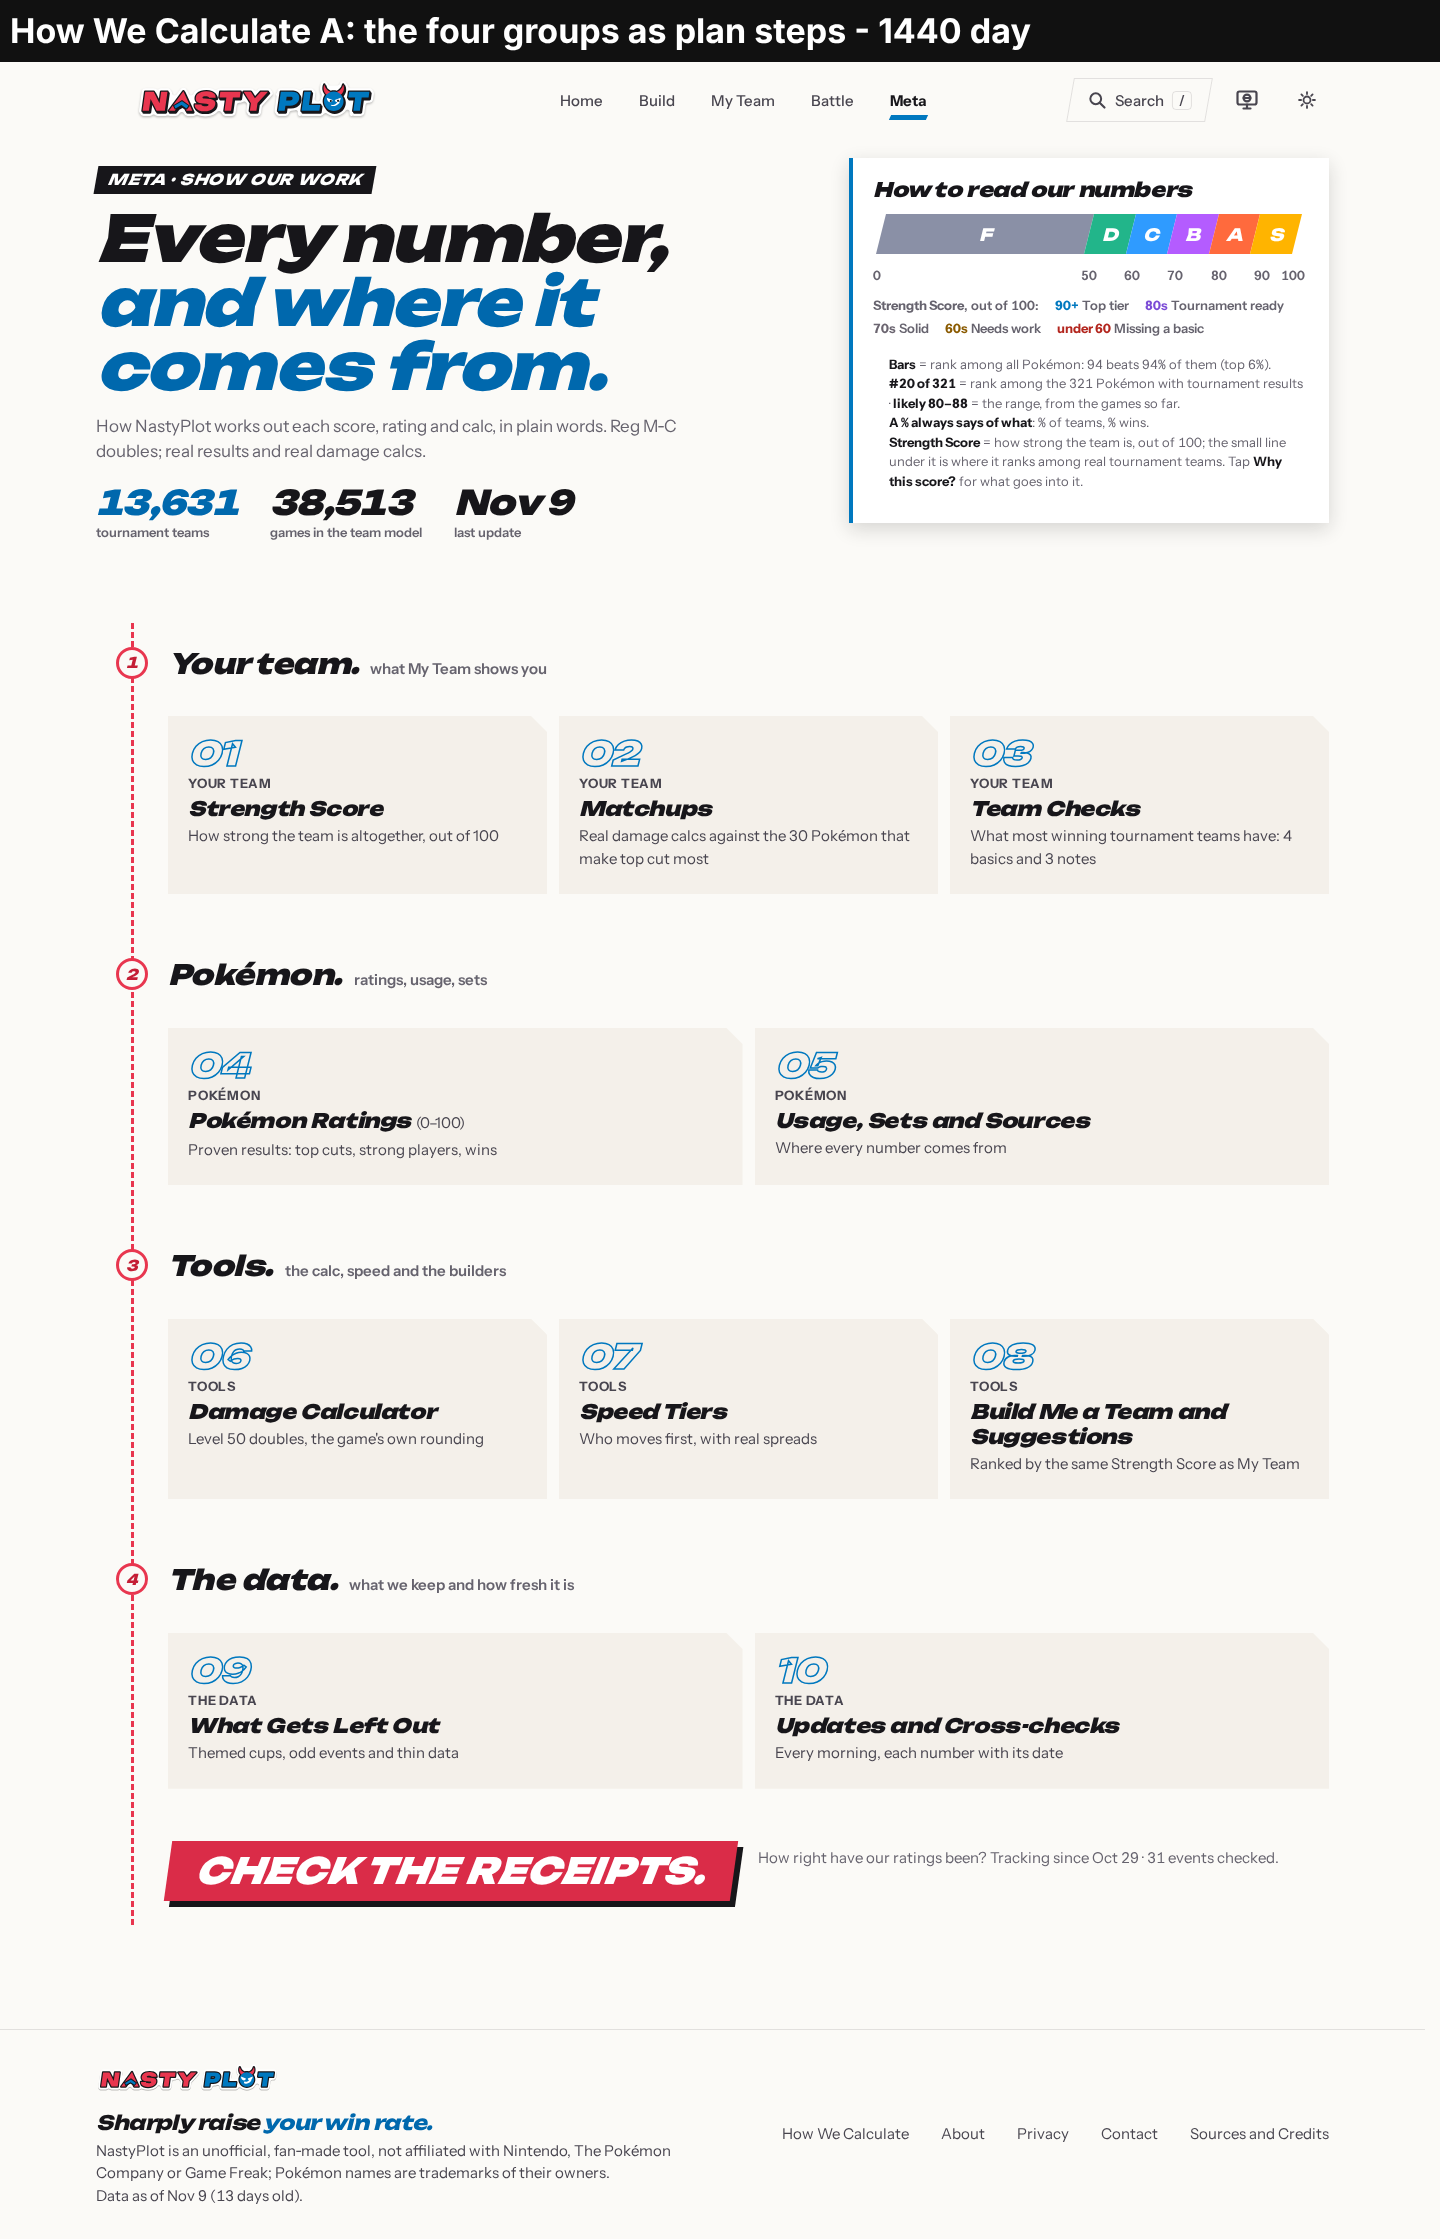 How We Calculate A: the four groups as plan steps - 1440 day
NASTY PLOT
Home Build My Team Battle Meta
Search /
META · SHOW OUR WORK
Every number,
and where it
comes from.
How NastyPlot works out each score, rating and calc, in plain words. Reg M-C
doubles; real results and real damage calcs.
13,631 38,513 Nov 9
tournament teams games in the team model last update
How to read our numbers
F D C B A S
0 50 60 70 80 90 100
Strength Score, out of 100: 90+ Top tier 80s Tournament ready
70s Solid 60s Needs work under 60 Missing a basic
Bars = rank among all Pokémon: 94 beats 94% of them (top 6%).
#20 of 321 = rank among the 321 Pokémon with tournament results
· likely 80–88 = the range, from the games so far.
A % always says of what: % of teams, % wins.
Strength Score = how strong the team is, out of 100; the small line
under it is where it ranks among real tournament teams. Tap Why
this score? for what goes into it.
1 Your team. what My Team shows you
01
YOUR TEAM
Strength Score
How strong the team is altogether, out of 100
02
YOUR TEAM
Matchups
Real damage calcs against the 30 Pokémon that
make top cut most
03
YOUR TEAM
Team Checks
What most winning tournament teams have: 4
basics and 3 notes
2 Pokémon. ratings, usage, sets
04
POKÉMON
Pokémon Ratings (0–100)
Proven results: top cuts, strong players, wins
05
POKÉMON
Usage, Sets and Sources
Where every number comes from
3 Tools. the calc, speed and the builders
06
TOOLS
Damage Calculator
Level 50 doubles, the game's own rounding
07
TOOLS
Speed Tiers
Who moves first, with real spreads
08
TOOLS
Build Me a Team and
Suggestions
Ranked by the same Strength Score as My Team
4 The data. what we keep and how fresh it is
09
THE DATA
What Gets Left Out
Themed cups, odd events and thin data
10
THE DATA
Updates and Cross-checks
Every morning, each number with its date
CHECK THE RECEIPTS.
How right have our ratings been? Tracking since Oct 29 · 31 events checked.
NASTY PLOT
Sharply raise your win rate.
NastyPlot is an unofficial, fan-made tool, not affiliated with Nintendo, The Pokémon
Company or Game Freak; Pokémon names are trademarks of their owners.
Data as of Nov 9 (13 days old).
How We Calculate About Privacy Contact Sources and Credits